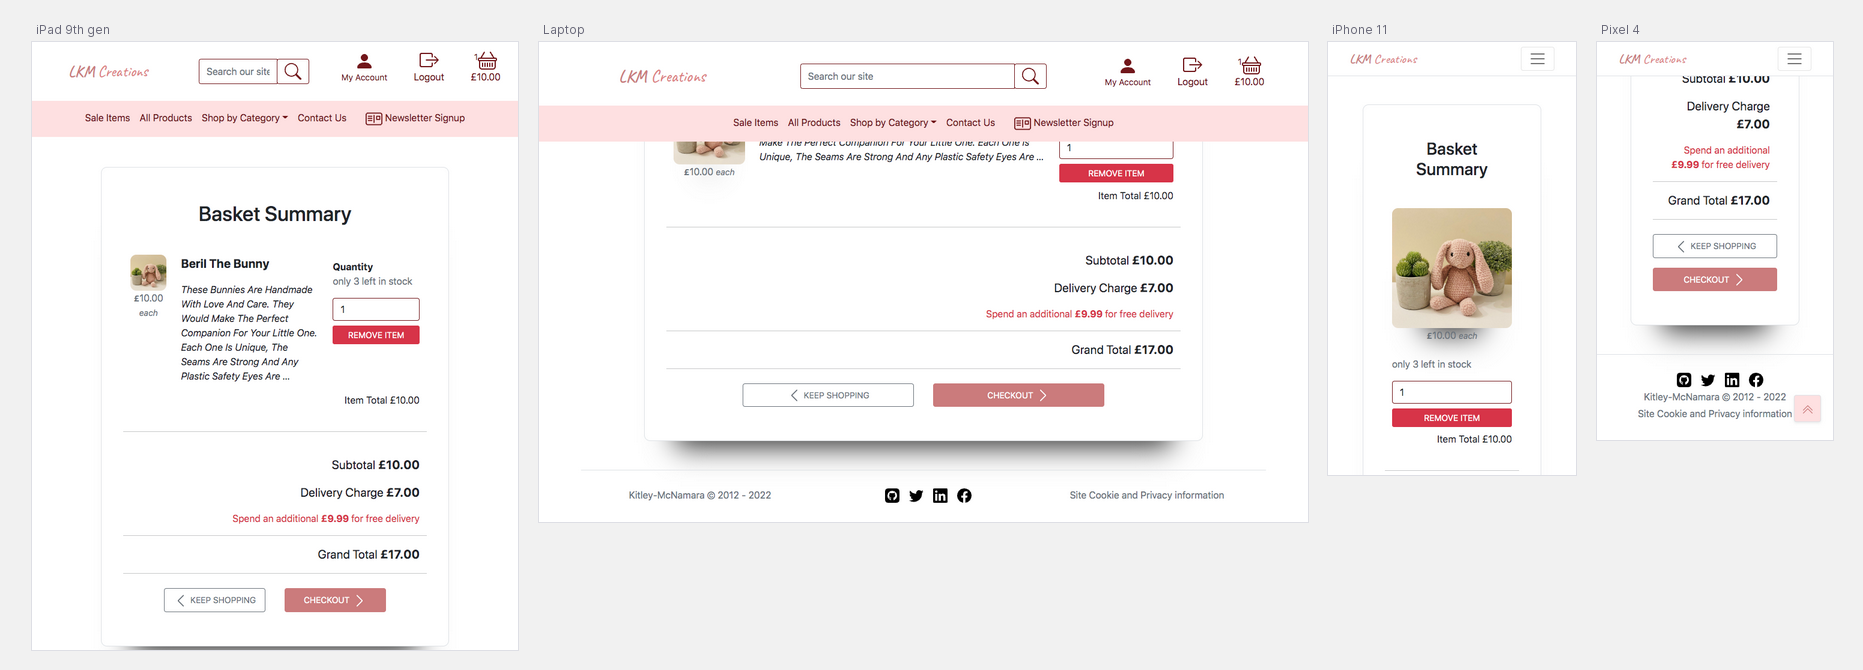 iPad 9th gen
LKM Creations
Search our site
My Account
Logout
1
£10.00
Sale Items
All Products
Shop by Category
Contact Us
Newsletter Signup
Basket Summary
£10.00
each
Beril The Bunny
These Bunnies Are Handmade
With Love And Care. They
Would Make The Perfect
Companion For Your Little One.
Each One Is Unique, The
Seams Are Strong And Any
Plastic Safety Eyes Are ...
Quantity
only 3 left in stock
1
REMOVE ITEM
Item Total £10.00
Subtotal £10.00
Delivery Charge £7.00
Spend an additional £9.99 for free delivery
Grand Total £17.00
KEEP SHOPPING
CHECKOUT
Laptop
LKM Creations
Search our site
My Account
Logout
1
£10.00
Sale Items
All Products
Shop by Category
Contact Us
Newsletter Signup
£10.00 each
Make The Perfect Companion For Your Little One. Each One Is
Unique, The Seams Are Strong And Any Plastic Safety Eyes Are ...
1
REMOVE ITEM
Item Total £10.00
Subtotal £10.00
Delivery Charge £7.00
Spend an additional £9.99 for free delivery
Grand Total £17.00
KEEP SHOPPING
CHECKOUT
Kitley-McNamara © 2012 - 2022
Site Cookie and Privacy information
iPhone 11
LKM Creations
Basket
Summary
£10.00 each
only 3 left in stock
1
REMOVE ITEM
Item Total £10.00
Pixel 4
LKM Creations
Subtotal £10.00
Delivery Charge
£7.00
Spend an additional
£9.99 for free delivery
Grand Total £17.00
KEEP SHOPPING
CHECKOUT
Kitley-McNamara © 2012 - 2022
Site Cookie and Privacy information